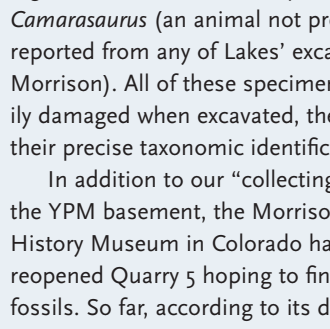 Camarasaurus (an animal not pr
reported from any of Lakes’ exca
Morrison). All of these specimen
ily damaged when excavated, the
their precise taxonomic identific
In addition to our “collecting
the YPM basement, the Morriso
History Museum in Colorado ha
reopened Quarry 5 hoping to fin
fossils. So far, according to its d